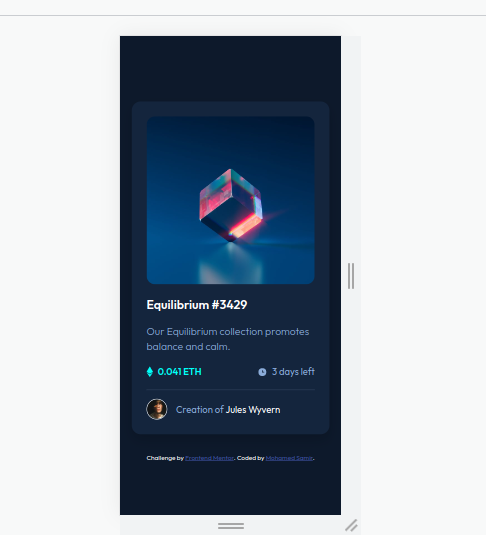 Equilibrium #3429
Our Equilibrium collection promotes
balance and calm.
0.041 ETH 3 days left
Creation of Jules Wyvern
Challenge by Frontend Mentor. Coded by Mohamed Samir.